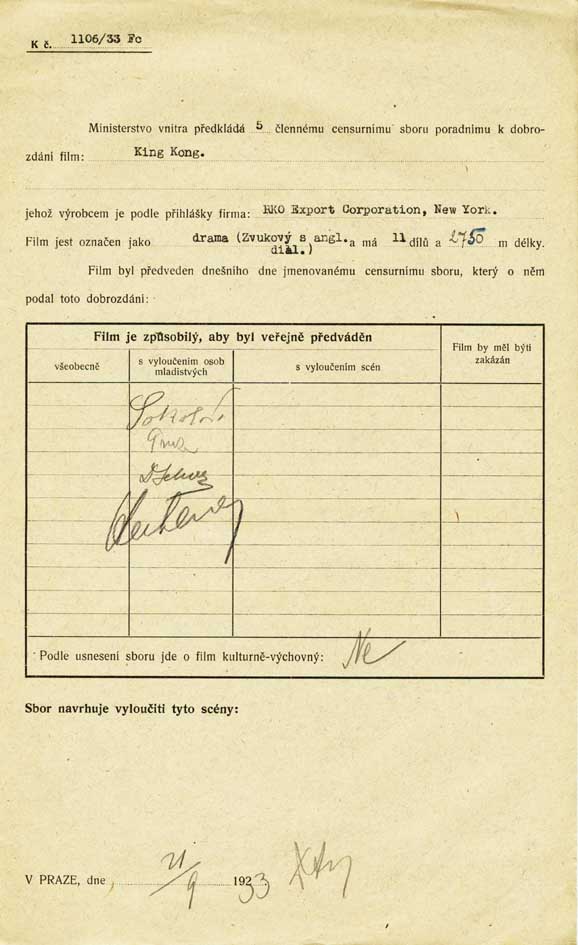 K č. 1106/33 Fc
Ministerstvo vnitra předkládá 5 člennému censurnímu sboru poradnímu k dobro-
zdání film: King Kong.
jehož výrobcem je podle přihlášky firma: RKO Export Corporation, New York.
Film jest označen jako drama (Zvukový s angl. a má 11 dílů a 2750 m délky.
diál.)
Film byl předveden dnešního dne jmenovanému censurnímu sboru, který o něm
podal toto dobrozdání:
Film je způsobilý, aby byl veřejně předváděn
Film by měl býti
zakázán
všeobecně
s vyloučením osob
mladistvých
s vyloučením scén
Podle usnesení sboru jde o film kulturně-výchovný: Ne
Sbor navrhuje vyloučiti tyto scény:
V PRAZE, dne 21/9 1933